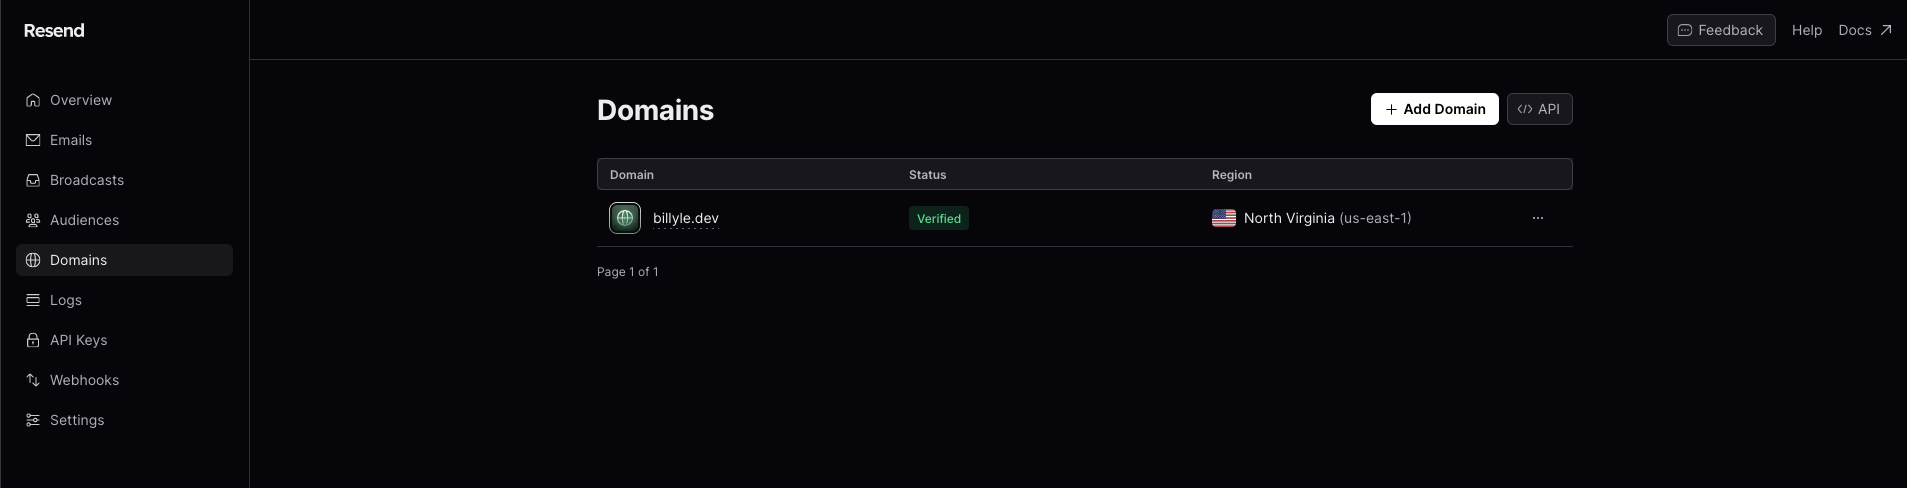 Resend
Feedback Help Docs
Overview
Emails
Broadcasts
Audiences
Domains
Logs
API Keys
Webhooks
Settings
Domains
+ Add Domain </> API
Domain Status Region
billyle.dev Verified North Virginia (us-east-1) ...
Page 1 of 1